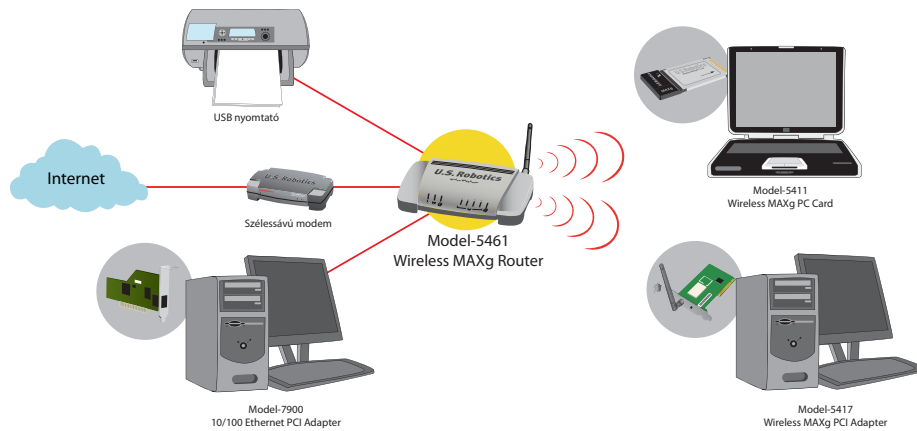 USB nyomtató
Internet
U.S. Robotics
Szélessávú modem
Model-5461
Wireless MAXg Router
Model-5411
Wireless MAXg PC Card
Model-7900
10/100 Ethernet PCI Adapter
Model-5417
Wireless MAXg PCI Adapter